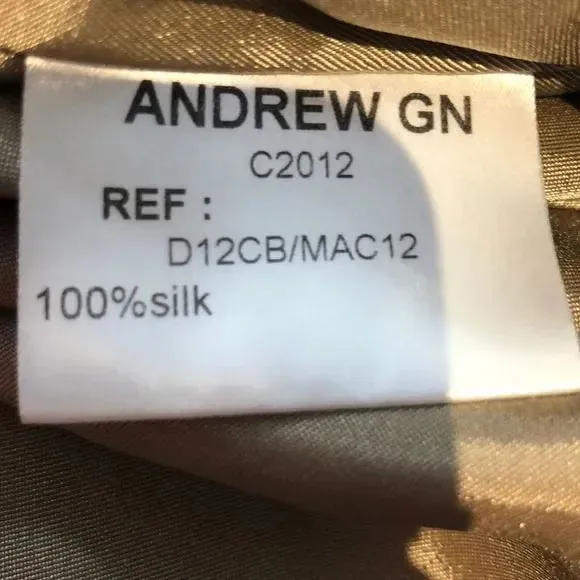 ANDREW GN
C2012
REF :
D12CB/MAC12
100%silk